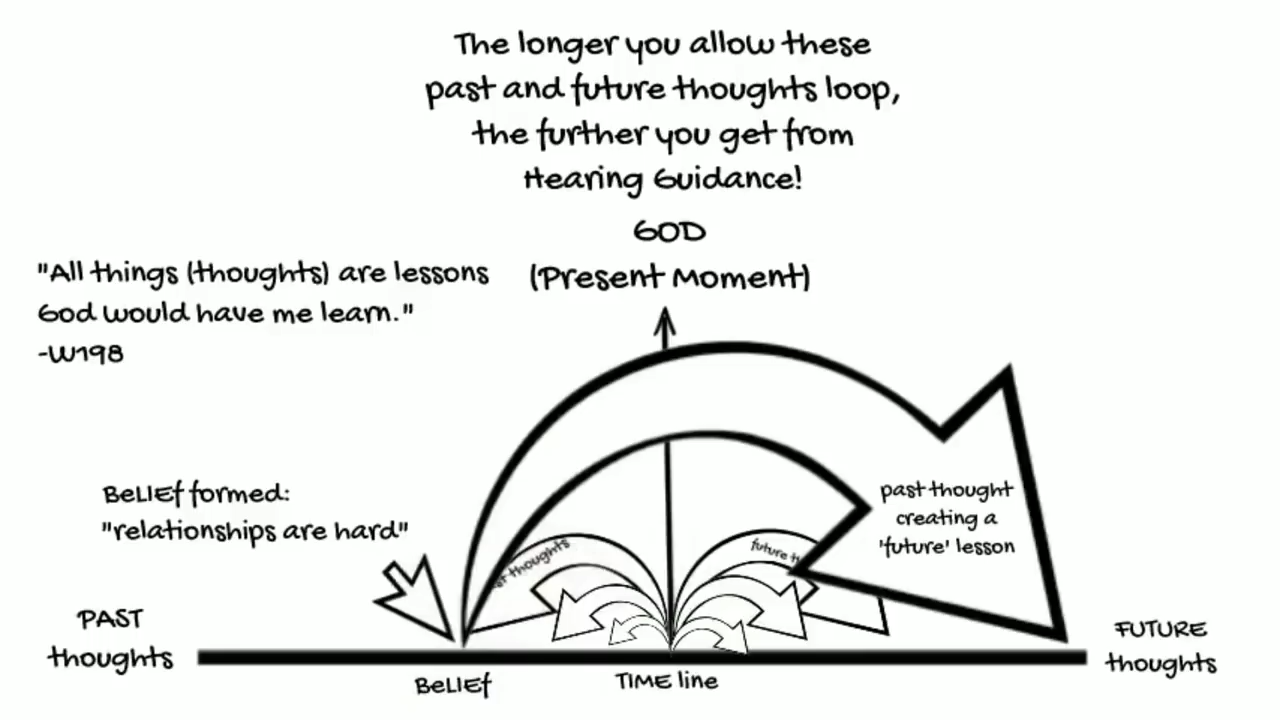 The longer you allow these
past and future thoughts loop,
the further you get from
Hearing Guidance!
GOD
(Present Moment)
"All things (thoughts) are lessons
God would have me learn."
-W198
BeLIEf formed:
"relationships are hard"
past thought
creating a
'future' lesson
thoughts
future
PAST
thoughts
FUTURE
thoughts
BeLIEf
TIME line